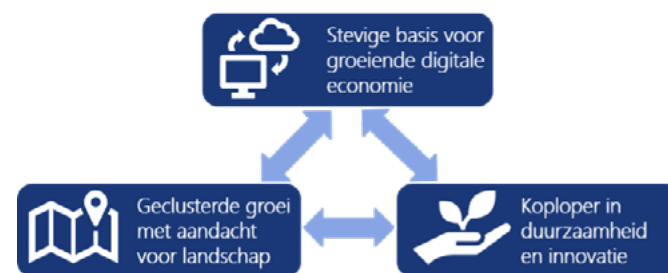 Stevige basis voor
groeiende digitale
economie
Geclusterde groei
met aandacht
voor landschap
Koploper in
duurzaamheid
en innovatie